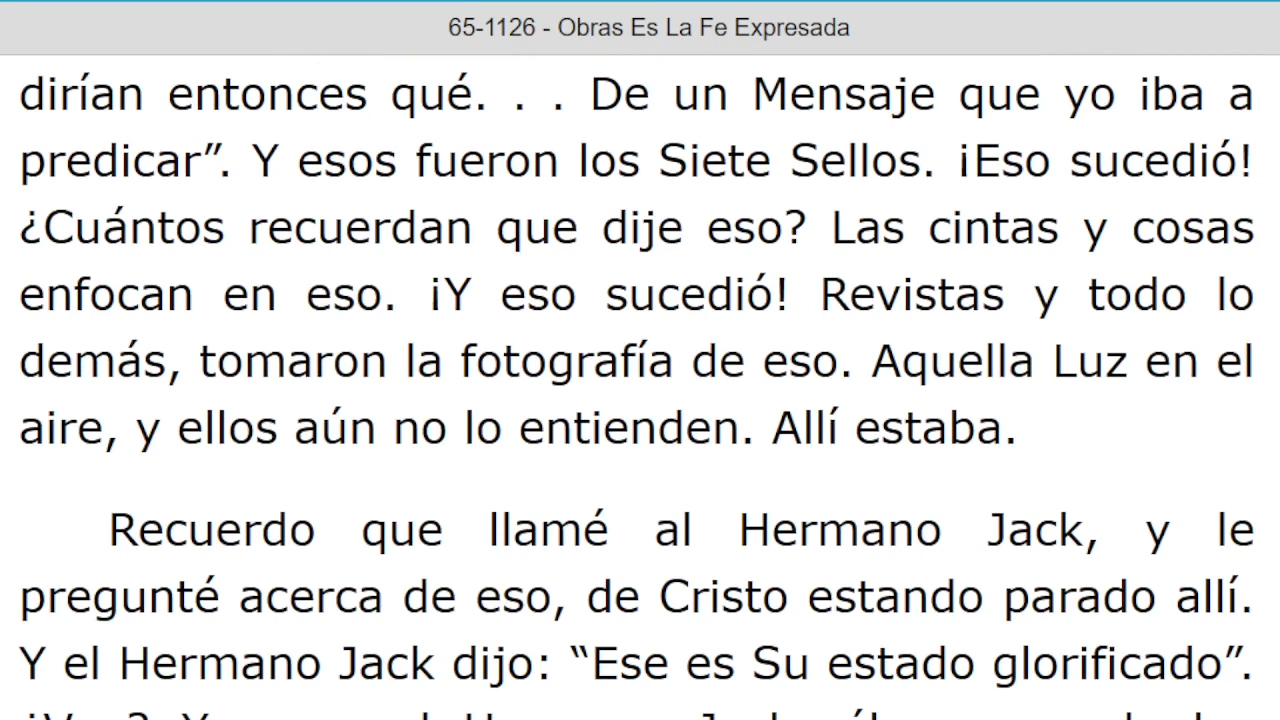 65-1126 - Obras Es La Fe Expresada
dirían entonces qué. . . De un Mensaje que yo iba a
predicar”. Y esos fueron los Siete Sellos. ¡Eso sucedió!
¿Cuántos recuerdan que dije eso? Las cintas y cosas
enfocan en eso. ¡Y eso sucedió! Revistas y todo lo
demás, tomaron la fotografía de eso. Aquella Luz en el
aire, y ellos aún no lo entienden. Allí estaba.
Recuerdo que llamé al Hermano Jack, y le
pregunté acerca de eso, de Cristo estando parado allí.
Y el Hermano Jack dijo: “Ese es Su estado glorificado”.